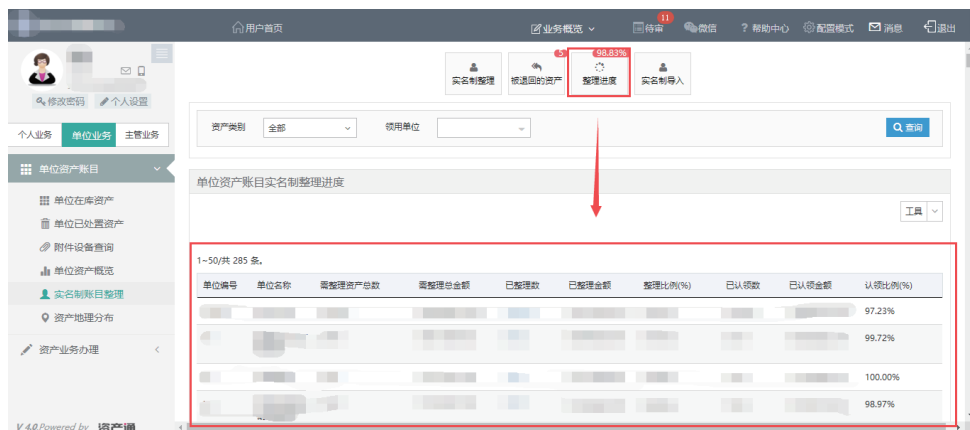 用户首页 业务概览 待审 11 微信 ? 帮助中心 配置模式 消息 退出
修改密码 个人设置
个人业务 单位业务 主管业务
单位资产账目
单位在库资产
单位已处置资产
附件设备查询
单位资产概览
实名制账目整理
资产地理分布
资产业务办理
V 4.0 Powered by 资产通
5 98.83%
实名制整理 被退回的资产 整理进度 实名制导入
资产类别 全部 领用单位 查询
单位资产账目实名制整理进度
工具
1~50/共 285 条。
单位编号 单位名称 需整理资产总数 需整理总金额 已整理数 已整理金额 整理比例(%) 已认领数 已认领金额 认领比例(%)
97.23%
99.72%
100.00%
98.97%